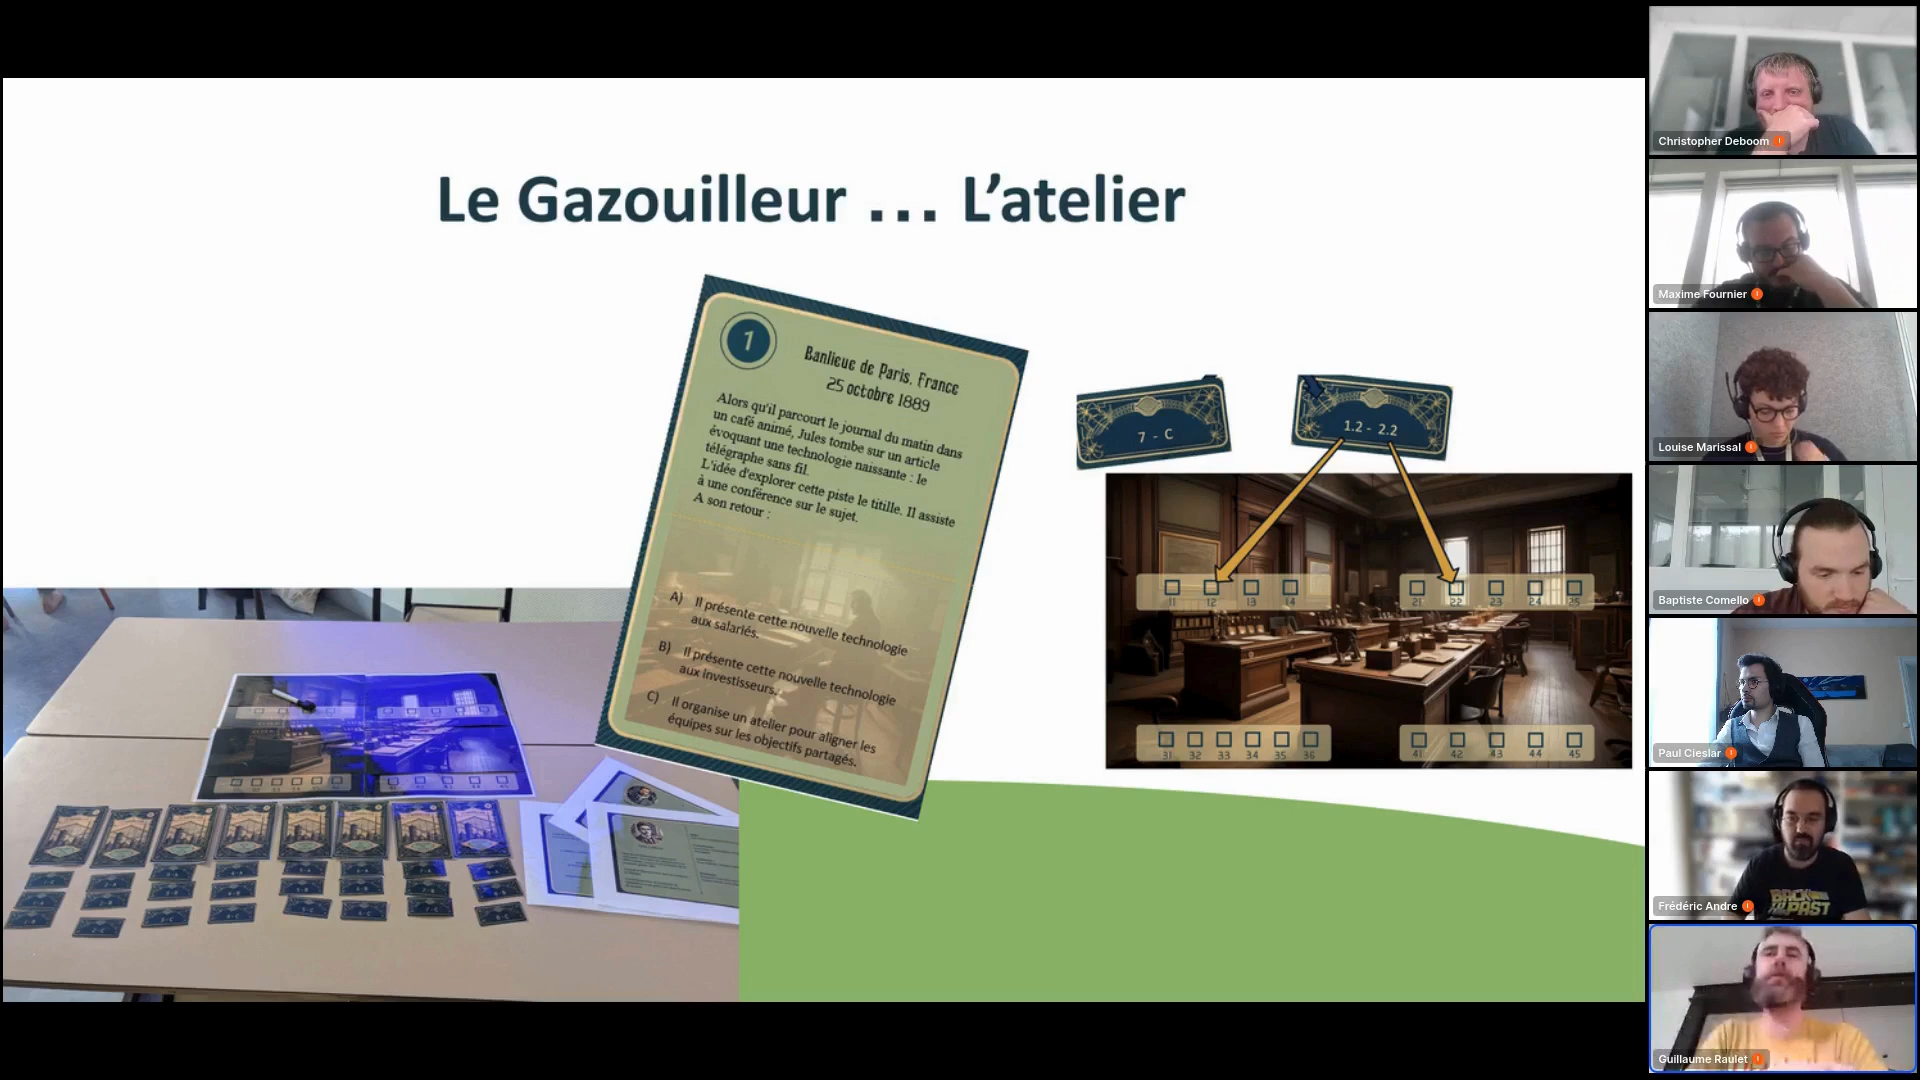 Le Gazouilleur ... L'atelier
1
Banlieue de Paris, France
25 octobre 1889
Alors qu'il parcourt le journal du matin dans
un café animé, Jules tombe sur un article
évoquant une technologie naissante : le
télégraphe sans fil.
L'idée d'explorer cette piste le titille. Il assiste
à une conférence sur le sujet.
A son retour :
A) Il présente cette nouvelle technologie
aux salariés.
B) Il présente cette nouvelle technologie
aux investisseurs.
C) Il organise un atelier pour aligner les
équipes sur les objectifs partagés.
7 - C
1.2 - 2.2
11 12 13 14
21 22 23 24 25
31 32 33 34 35 36
41 42 43 44 45
Christopher Deboom
Maxime Fournier
Louise Marissal
Baptiste Comello
Paul Cieslar
BACK
PAST
Frédéric Andre
Guillaume Raulet